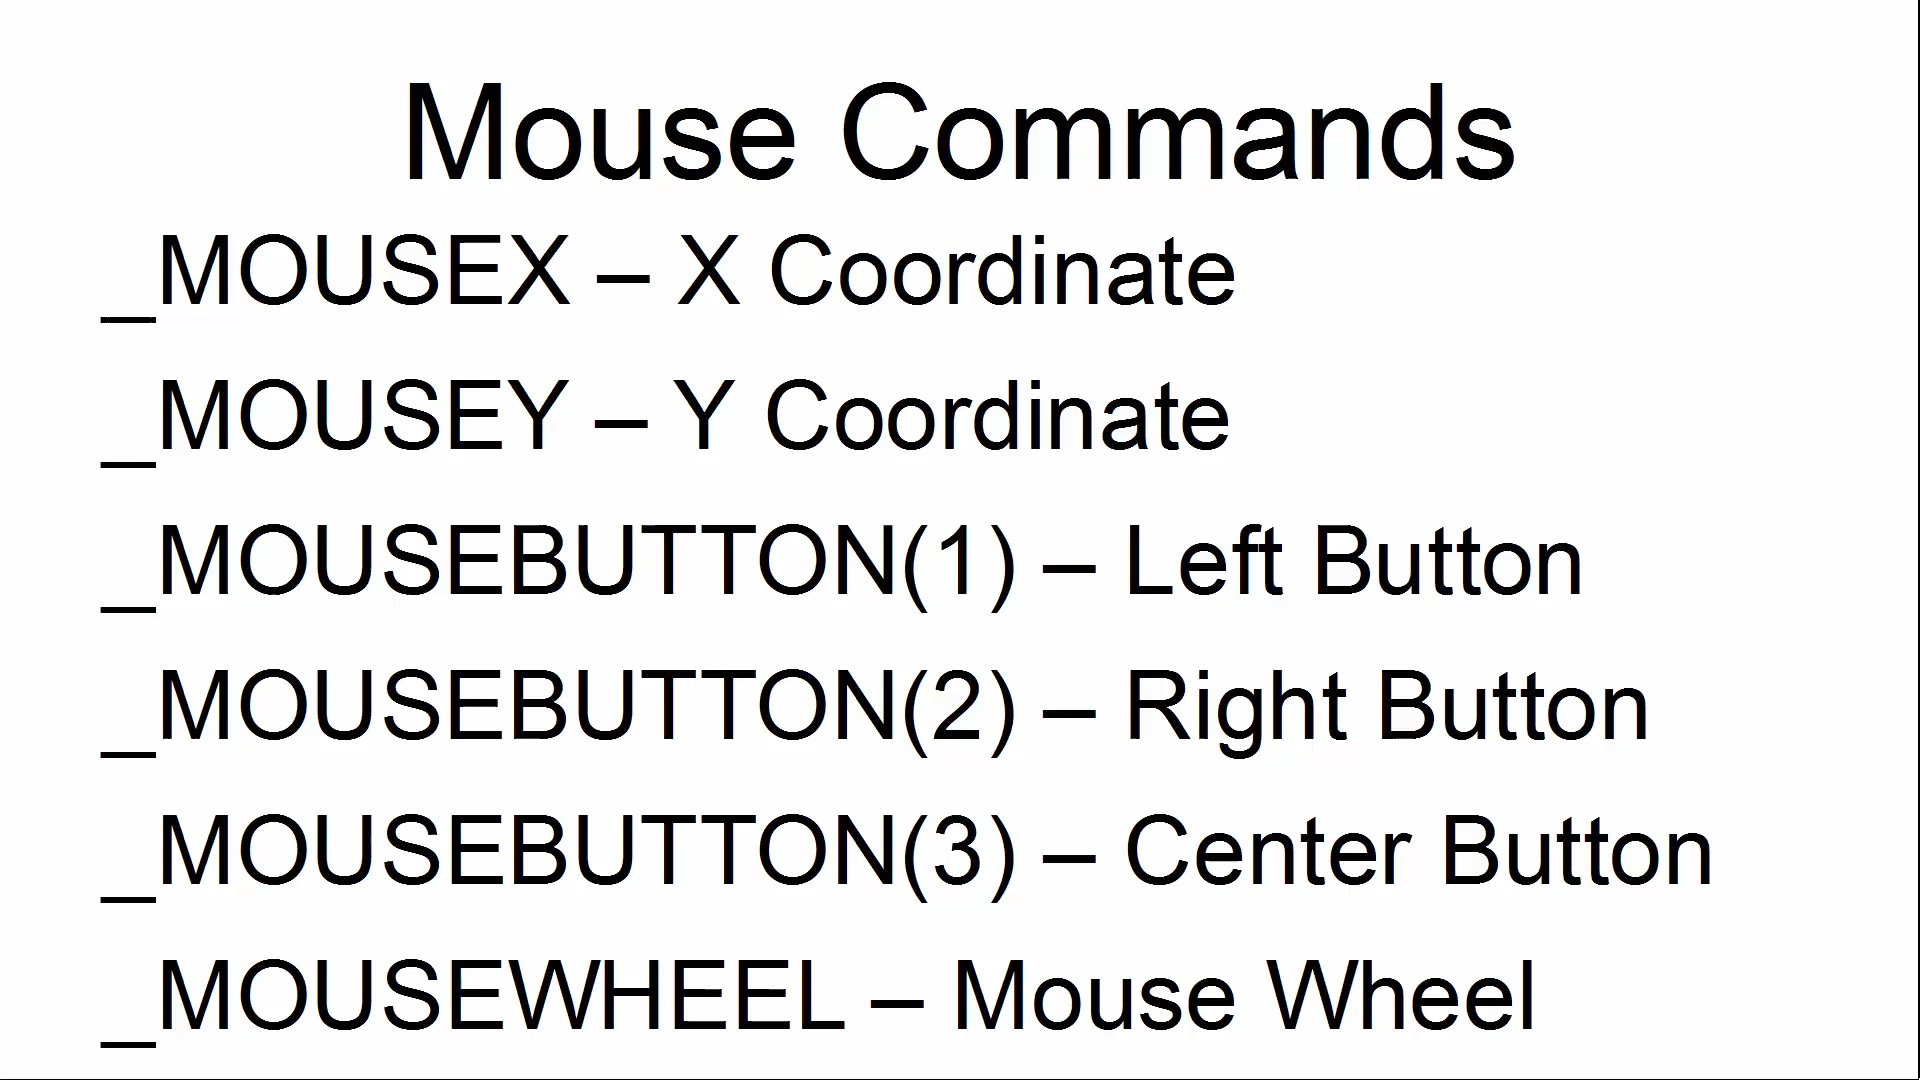 Mouse Commands
_MOUSEX – X Coordinate
_MOUSEY – Y Coordinate
_MOUSEBUTTON(1) – Left Button
_MOUSEBUTTON(2) – Right Button
_MOUSEBUTTON(3) – Center Button
_MOUSEWHEEL – Mouse Wheel